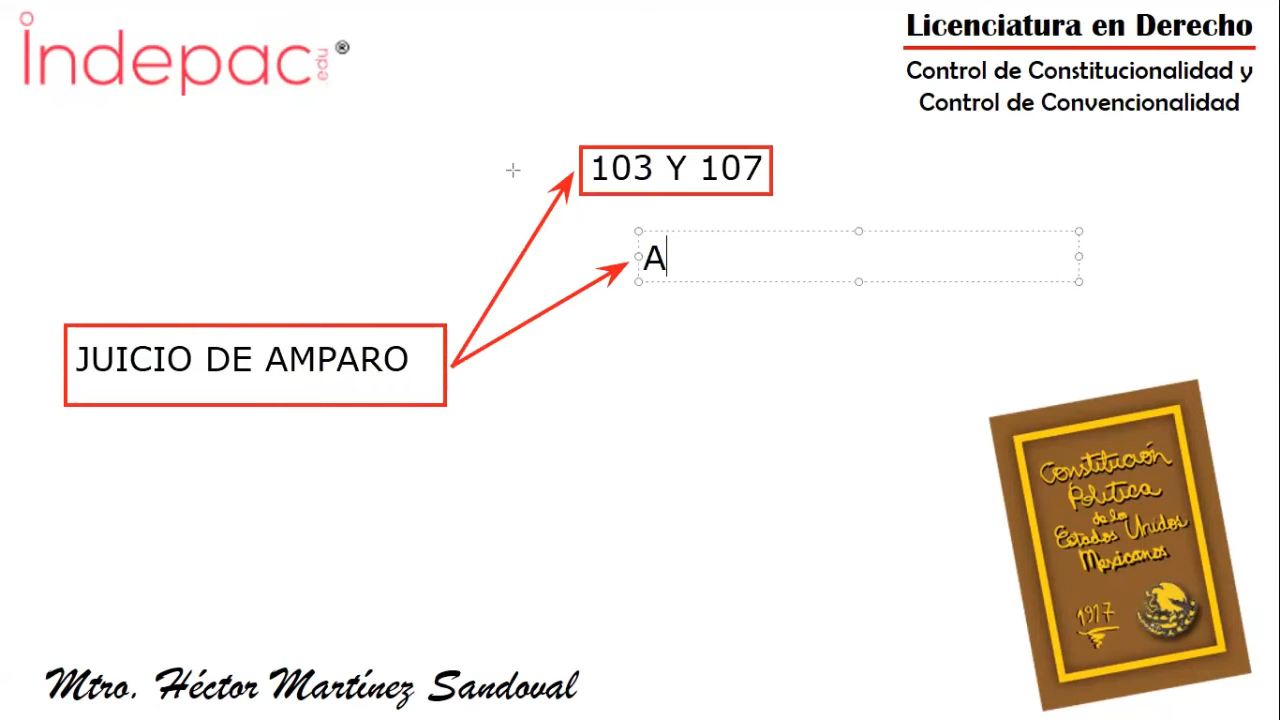 indepac.edu ®
Licenciatura en Derecho
Control de Constitucionalidad y
Control de Convencionalidad
103 Y 107
A
JUICIO DE AMPARO
Constitución
Política
de los
Estados Unidos
Mexicanos
1917
Mtro. Héctor Martínez Sandoval